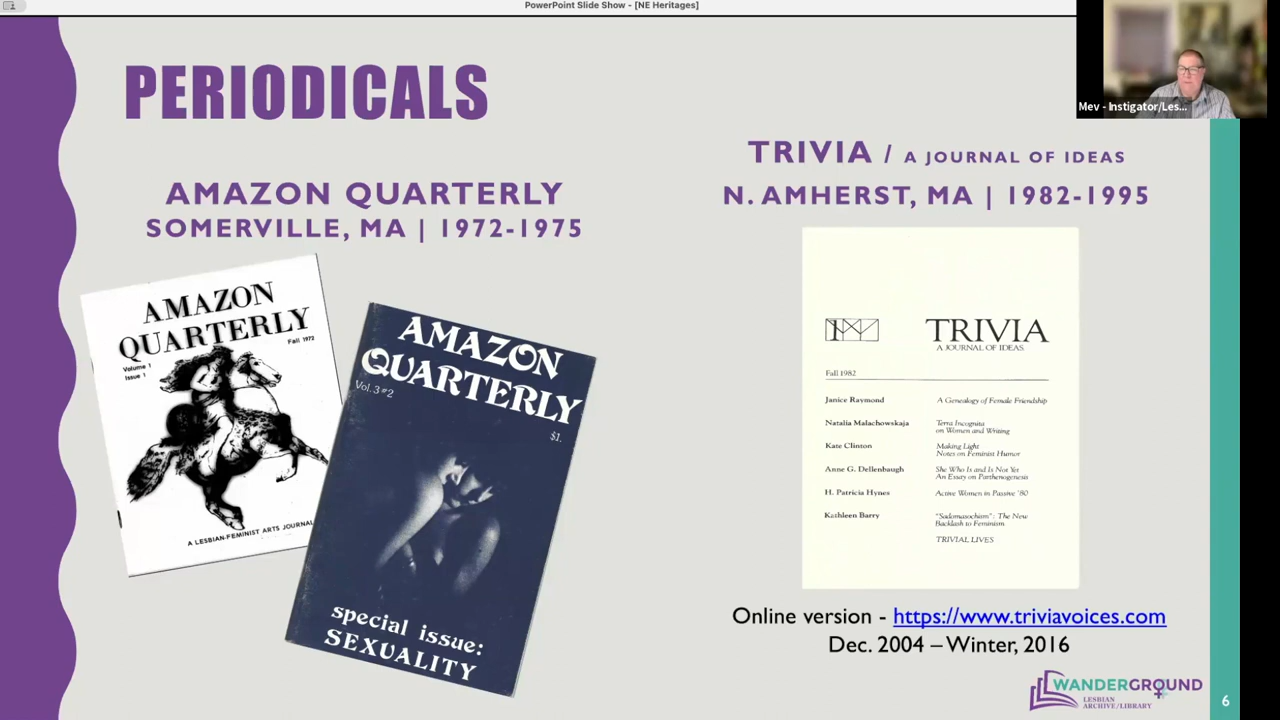 PowerPoint Slide Show - [NE Heritages]
Mev - Instigator/Les...
PERIODICALS
AMAZON QUARTERLY
SOMERVILLE, MA | 1972-1975
AMAZON
QUARTERLY
Fall 1972
Volume 1
Issue 1
A LESBIAN-FEMINIST ARTS JOURNAL
AMAZON
QUARTERLY
Vol. 3 #2
$1.
special issue:
SEXUALITY
TRIVIA / A JOURNAL OF IDEAS
N. AMHERST, MA | 1982-1995
TRIVIA
A JOURNAL OF IDEAS
Fall 1982
Janice Raymond A Genealogy of Female Friendship
Natalia Malachowskaja Terra Incognita
on Women and Writing
Kate Clinton Making Light
Notes on Feminist Humor
Anne G. Dellenbaugh She Who Is and Is Not Yet
An Essay on Parthenogenesis
H. Patricia Hynes Active Women in Passive '80
Kathleen Barry "Sadomasochism": The New
Backlash to Feminism
TRIVIAL LIVES
Online version - https://www.triviavoices.com
Dec. 2004 – Winter, 2016
WANDERGROUND
LESBIAN
ARCHIVE/LIBRARY
6